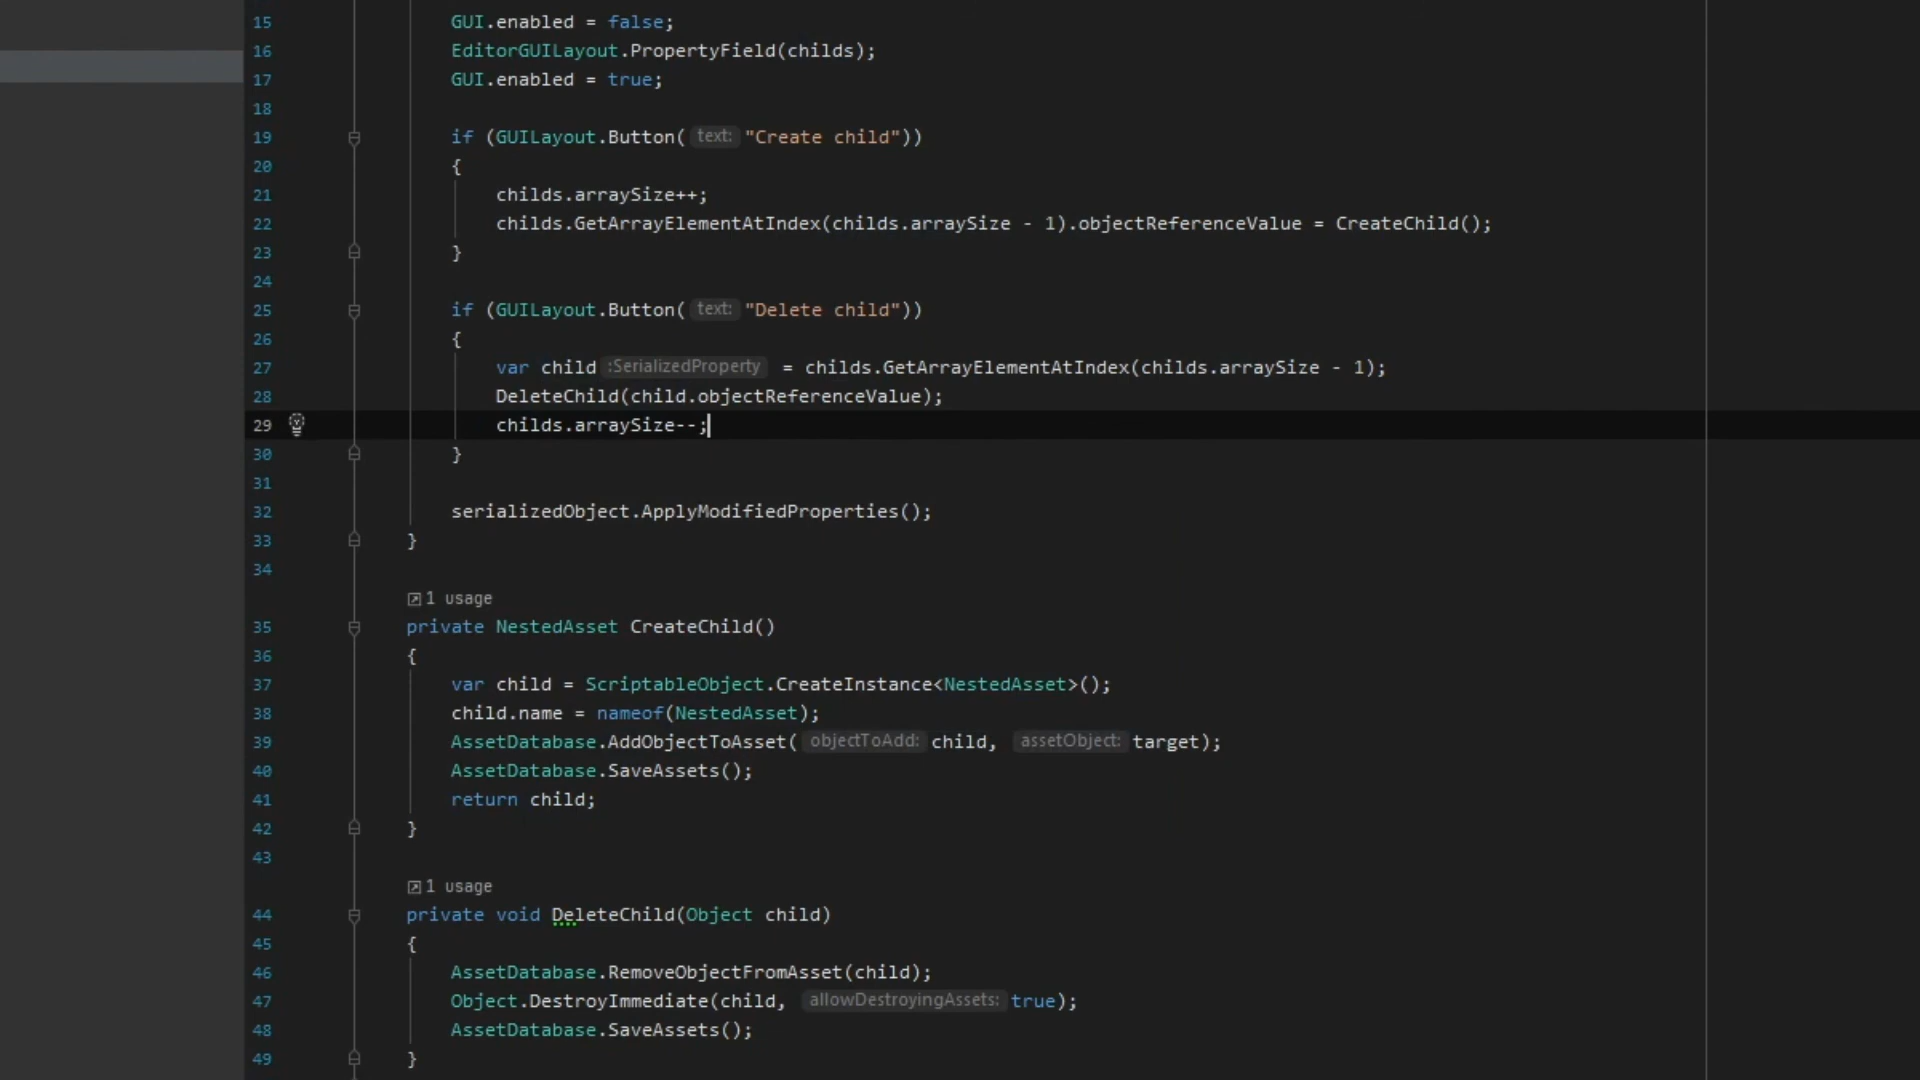 15 GUI.enabled = false;
16 EditorGUILayout.PropertyField(childs);
17 GUI.enabled = true;
18
19 if (GUILayout.Button( text: "Create child"))
20 {
21 childs.arraySize++;
22 childs.GetArrayElementAtIndex(childs.arraySize - 1).objectReferenceValue = CreateChild();
23 }
24
25 if (GUILayout.Button( text: "Delete child"))
26 {
27 var child :SerializedProperty = childs.GetArrayElementAtIndex(childs.arraySize - 1);
28 DeleteChild(child.objectReferenceValue);
29 childs.arraySize--;
30 }
31
32 serializedObject.ApplyModifiedProperties();
33 }
34
1 usage
35 private NestedAsset CreateChild()
36 {
37 var child = ScriptableObject.CreateInstance<NestedAsset>();
38 child.name = nameof(NestedAsset);
39 AssetDatabase.AddObjectToAsset( objectToAdd: child, assetObject: target);
40 AssetDatabase.SaveAssets();
41 return child;
42 }
43
1 usage
44 private void DeleteChild(Object child)
45 {
46 AssetDatabase.RemoveObjectFromAsset(child);
47 Object.DestroyImmediate(child, allowDestroyingAssets: true);
48 AssetDatabase.SaveAssets();
49 }